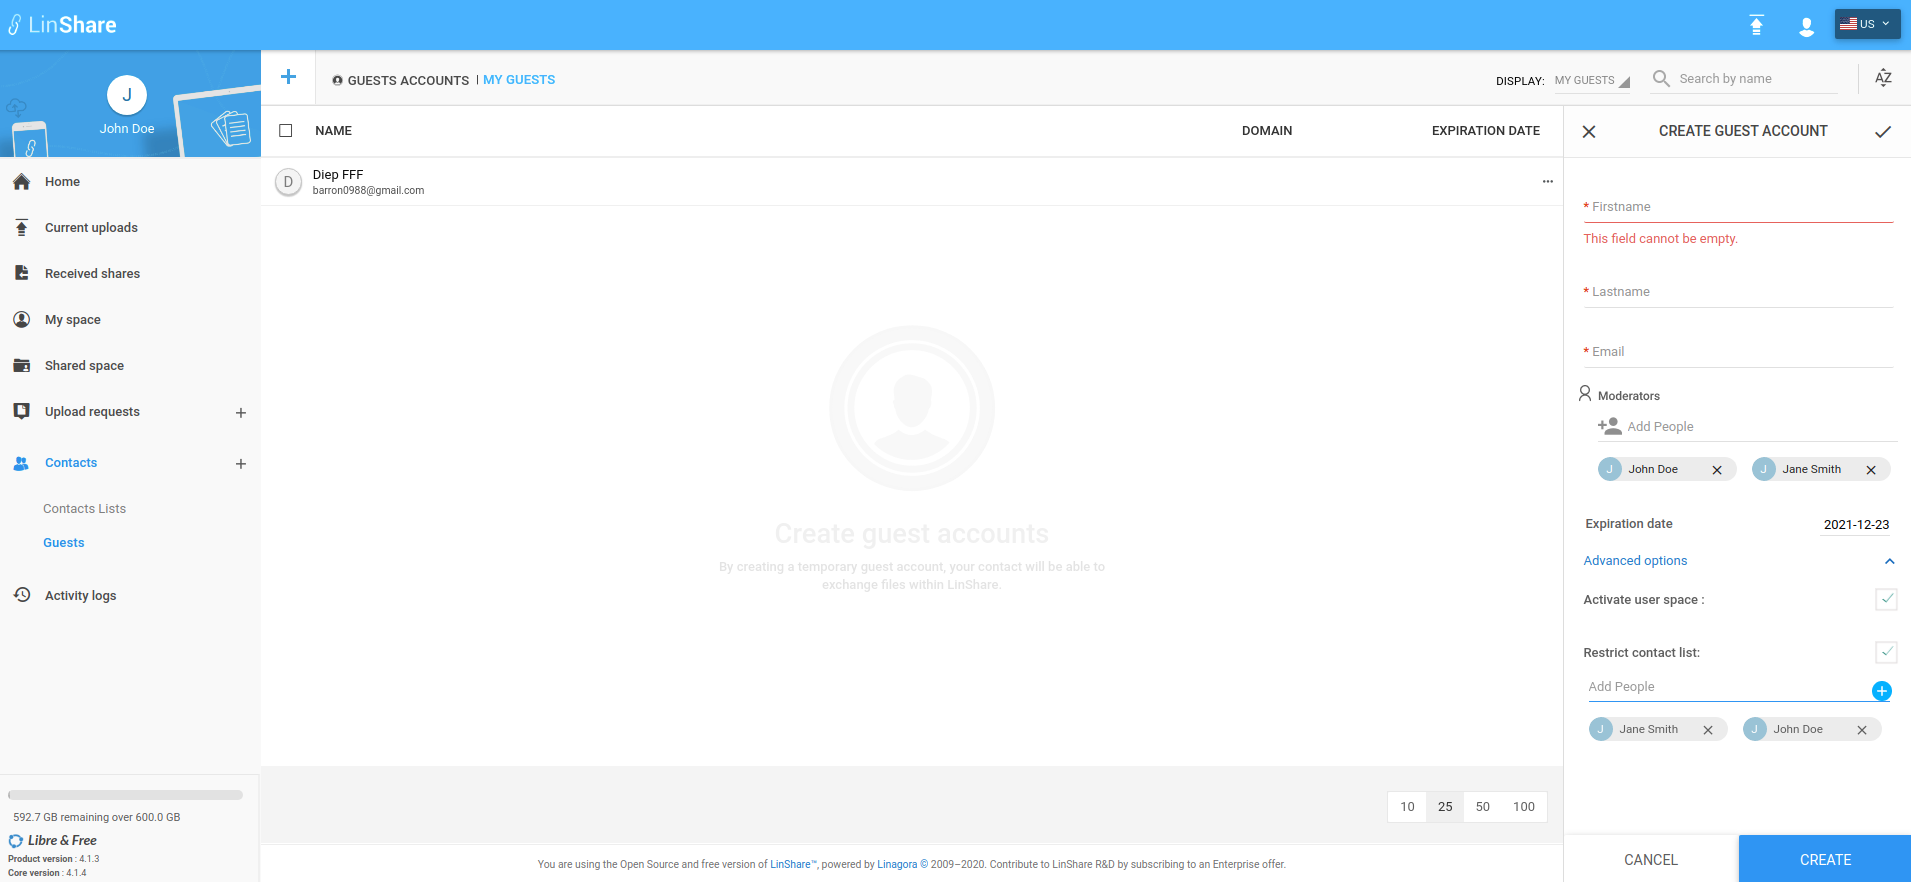 LinShare
US
J
John Doe
GUESTS ACCOUNTS | MY GUESTS
DISPLAY: MY GUESTS
Search by name
AZ
Home
Current uploads
Received shares
My space
Shared space
Upload requests
Contacts
Contacts Lists
Guests
Activity logs
592.7 GB remaining over 600.0 GB
Libre & Free
Product version : 4.1.3
Core version : 4.1.4
NAME DOMAIN EXPIRATION DATE
D
Diep FFF
barron0988@gmail.com
Create guest accounts
By creating a temporary guest account, your contact will be able to
exchange files within LinShare.
10 25 50 100
You are using the Open Source and free version of LinShare™, powered by Linagora © 2009–2020. Contribute to LinShare R&D by subscribing to an Enterprise offer.
CREATE GUEST ACCOUNT
* Firstname
This field cannot be empty.
* Lastname
* Email
Moderators
Add People
J John Doe J Jane Smith
Expiration date 2021-12-23
Advanced options
Activate user space :
Restrict contact list:
Add People
J Jane Smith J John Doe
CANCEL CREATE